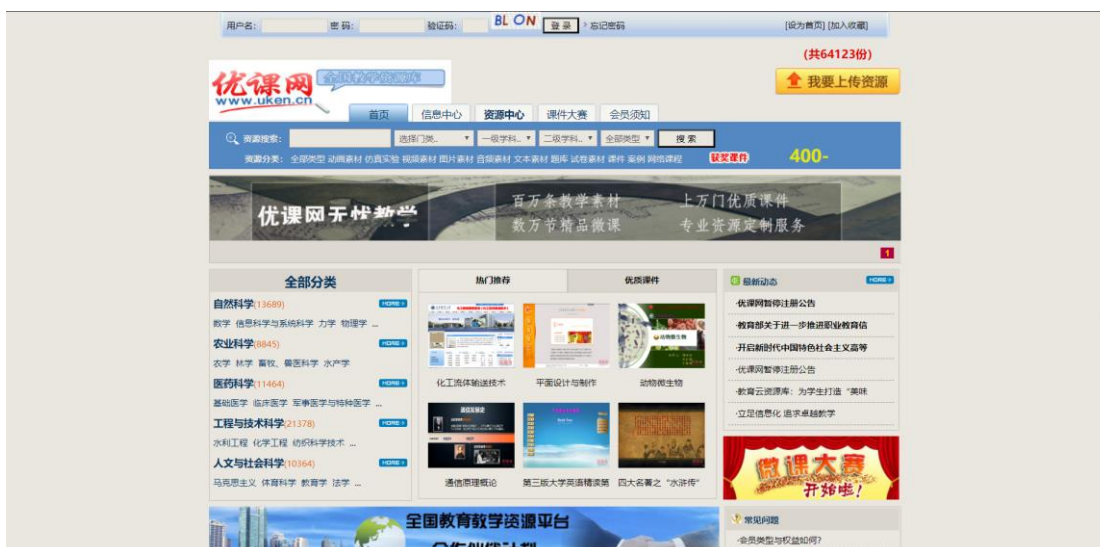 用户名: 密 码: 验证码: BL ON 登 录 忘记密码 [设为首页] [加入收藏]
(共64123份)
优课网 全国教学资源库
www.uken.cn
我要上传资源
首页 信息中心 资源中心 课件大赛 会员须知
资源搜索: 选择门类.. 一级学科.. 二级学科.. 全部类型 搜 索
资源分类: 全部类型 动画素材 仿真实验 视频素材 图片素材 音频素材 文本素材 题库 试卷素材 课件 案例 网络课程 获奖课件 400-
优课网无忧教学
百万条教学素材 上万门优质课件
数万节精品微课 专业资源定制服务
1
全部分类
自然科学(13689) HOME
数学 信息科学与系统科学 力学 物理学 ...
农业科学(8845) HOME
农学 林学 畜牧、兽医科学 水产学
医药科学(11464) HOME
基础医学 临床医学 军事医学与特种医学 ...
工程与技术科学(21378) HOME
水利工程 化学工程 纺织科学技术 ...
人文与社会科学(10364) HOME
马克思主义 体育科学 教育学 法学 ...
热门推荐 优质课件
化工流体输送技术 平面设计与制作 动物微生物
通信原理概论 第三版大学英语精读第 四大名著之“水浒传”
最新动态 HOME
·优课网暂停注册公告
·教育部关于进一步推进职业教育信
·开启新时代中国特色社会主义高等
·优课网暂停注册公告
·教育云资源库：为学生打造“美味
·立足信息化 追求卓越教学
微课大赛
开始啦!
全国教育教学资源平台
合作伙伴计划
常见问题
·会员类型与权益如何?